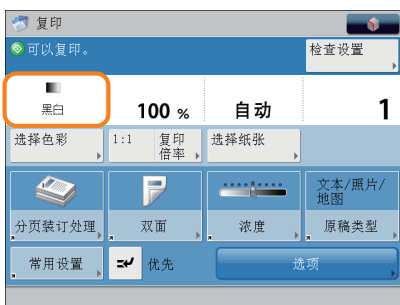 复印
可以复印。
检查设置
黑白
100 %
自动
1
选择色彩
1:1 复印
倍率
选择纸张
分页装订处理
双面
浓度
文本/照片/
地图
原稿类型
常用设置
优先
选项